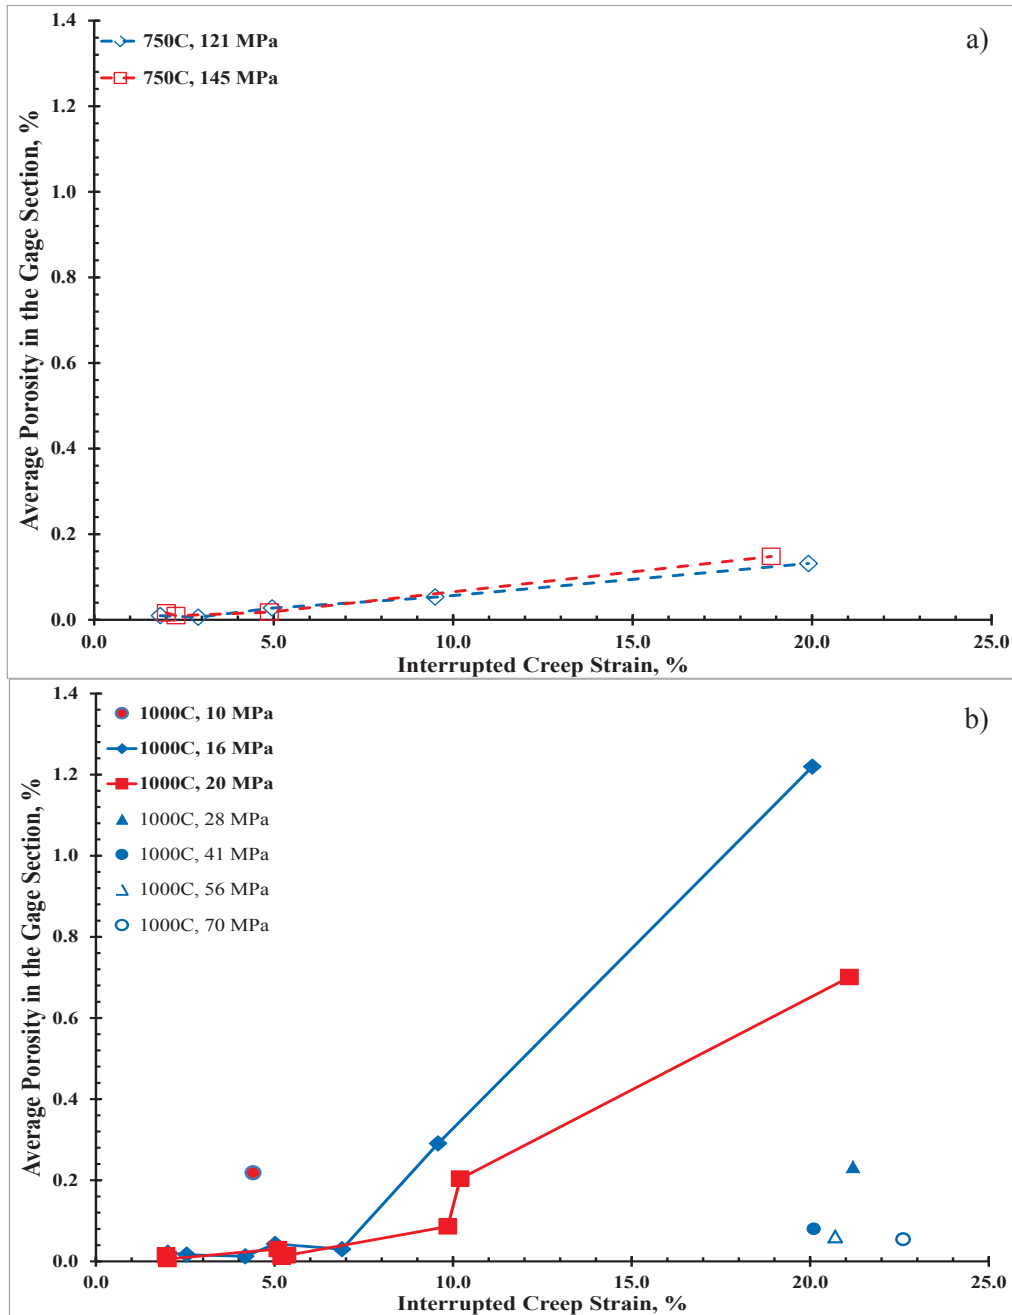 a)
750C, 121 MPa
750C, 145 MPa
Average Porosity in the Gage Section, %
1.4
1.2
1.0
0.8
0.6
0.4
0.2
0.0
0.0 5.0 10.0 15.0 20.0 25.0
Interrupted Creep Strain, %
b)
1000C, 10 MPa
1000C, 16 MPa
1000C, 20 MPa
1000C, 28 MPa
1000C, 41 MPa
1000C, 56 MPa
1000C, 70 MPa
Average Porosity in the Gage Section, %
1.4
1.2
1.0
0.8
0.6
0.4
0.2
0.0
0.0 5.0 10.0 15.0 20.0 25.0
Interrupted Creep Strain, %